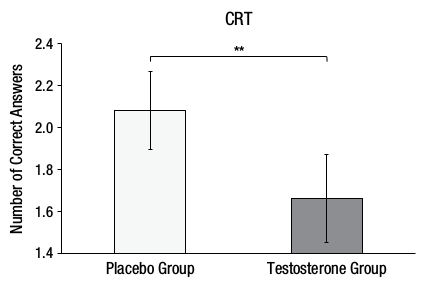 CRT
**
Number of Correct Answers
2.4
2.2
2.0
1.8
1.6
1.4
Placebo Group
Testosterone Group